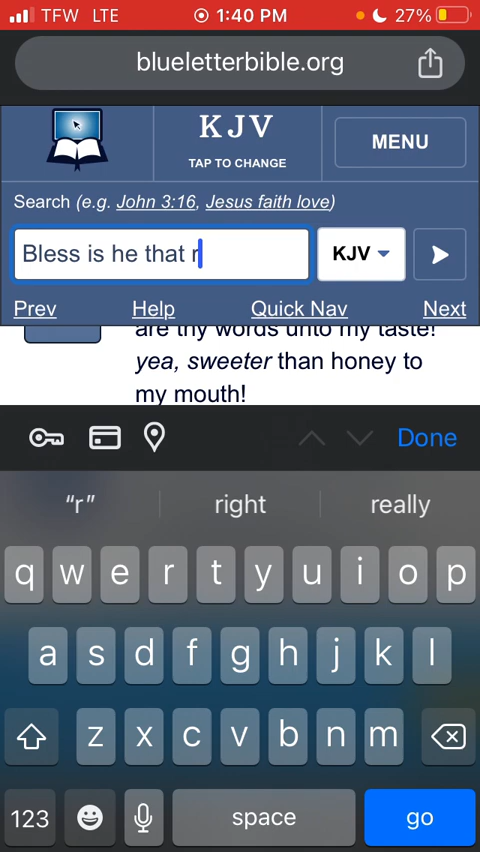 TFW LTE 1:40 PM 27%
blueletterbible.org
KJV
TAP TO CHANGE
MENU
Search (e.g. John 3:16, Jesus faith love)
Bless is he that r
KJV
Prev Help Quick Nav Next
are thy words unto my taste!
yea, sweeter than honey to
my mouth!
Done
“r” right really
q w e r t y u i o p
a s d f g h j k l
z x c v b n m
123 space go